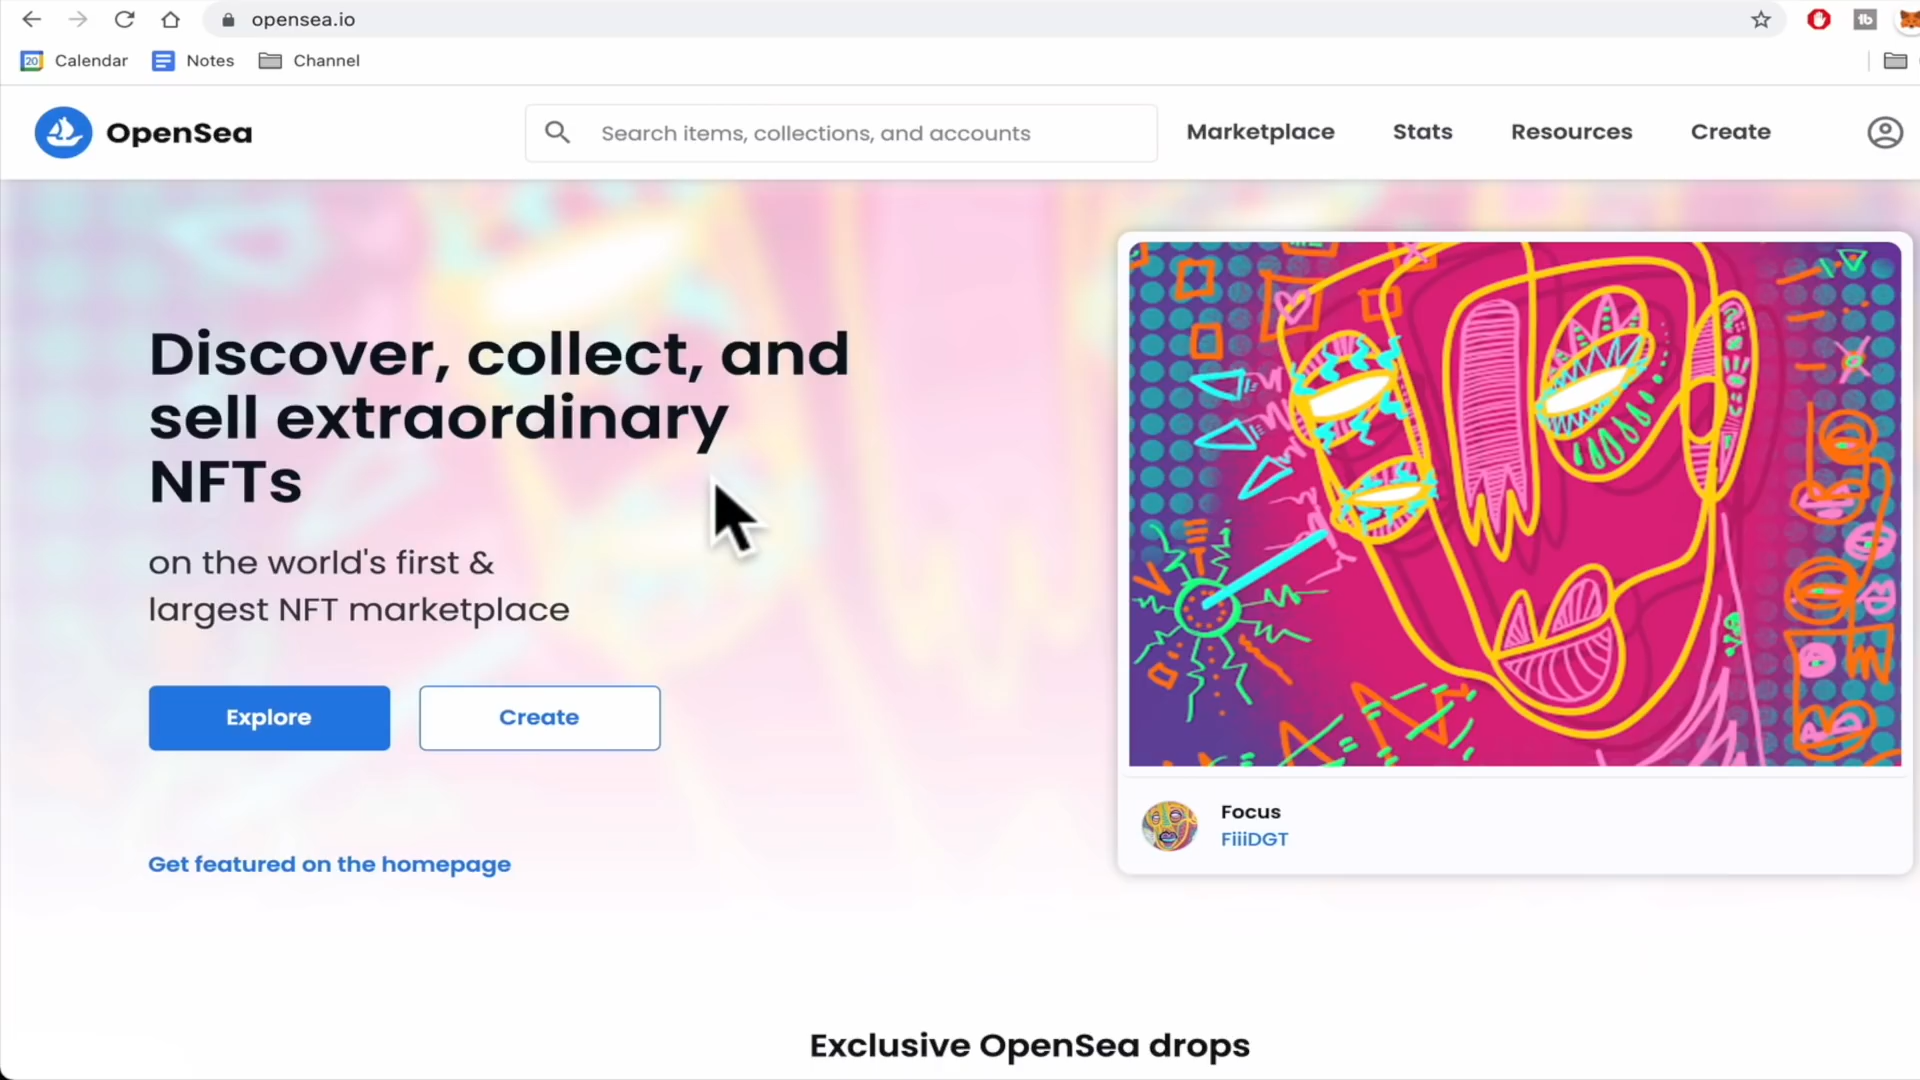 opensea.io
20 Calendar Notes Channel
OpenSea
Search items, collections, and accounts
Marketplace Stats Resources Create
Discover, collect, and
sell extraordinary
NFTs
on the world's first &
largest NFT marketplace
Explore Create
Get featured on the homepage
Focus
FiiiDGT
Exclusive OpenSea drops